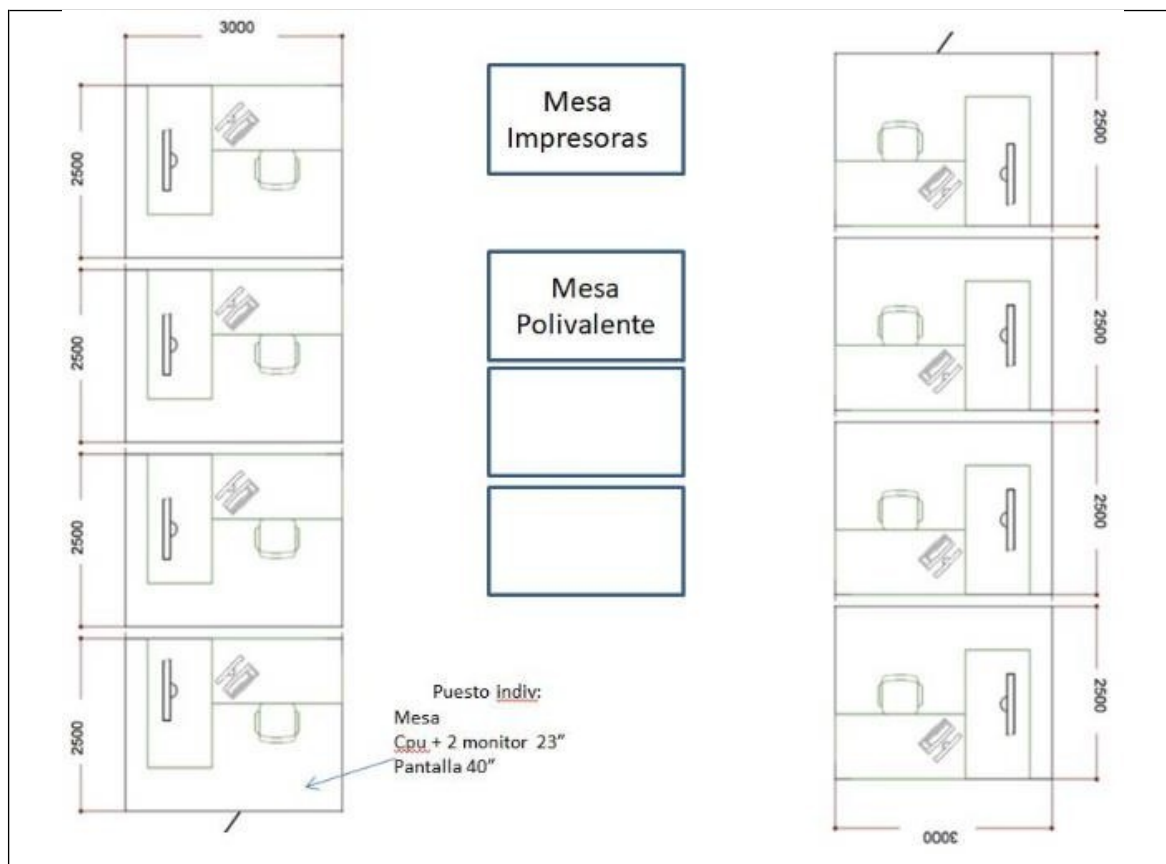 3000
2500
2500
2500
2500
Mesa
Impresoras
Mesa
Polivalente
Puesto indiv:
Mesa
Cpu + 2 monitor 23”
Pantalla 40”
2500
2500
2500
2500
3000